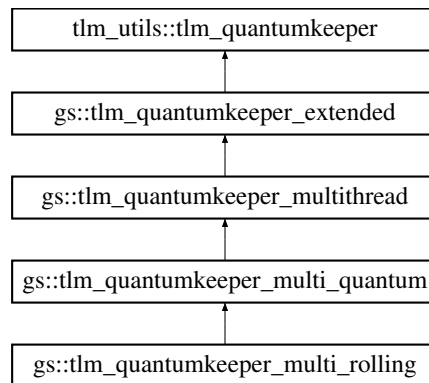 tlm_utils::tlm_quantumkeeper
gs::tlm_quantumkeeper_extended
gs::tlm_quantumkeeper_multithread
gs::tlm_quantumkeeper_multi_quantum
gs::tlm_quantumkeeper_multi_rolling